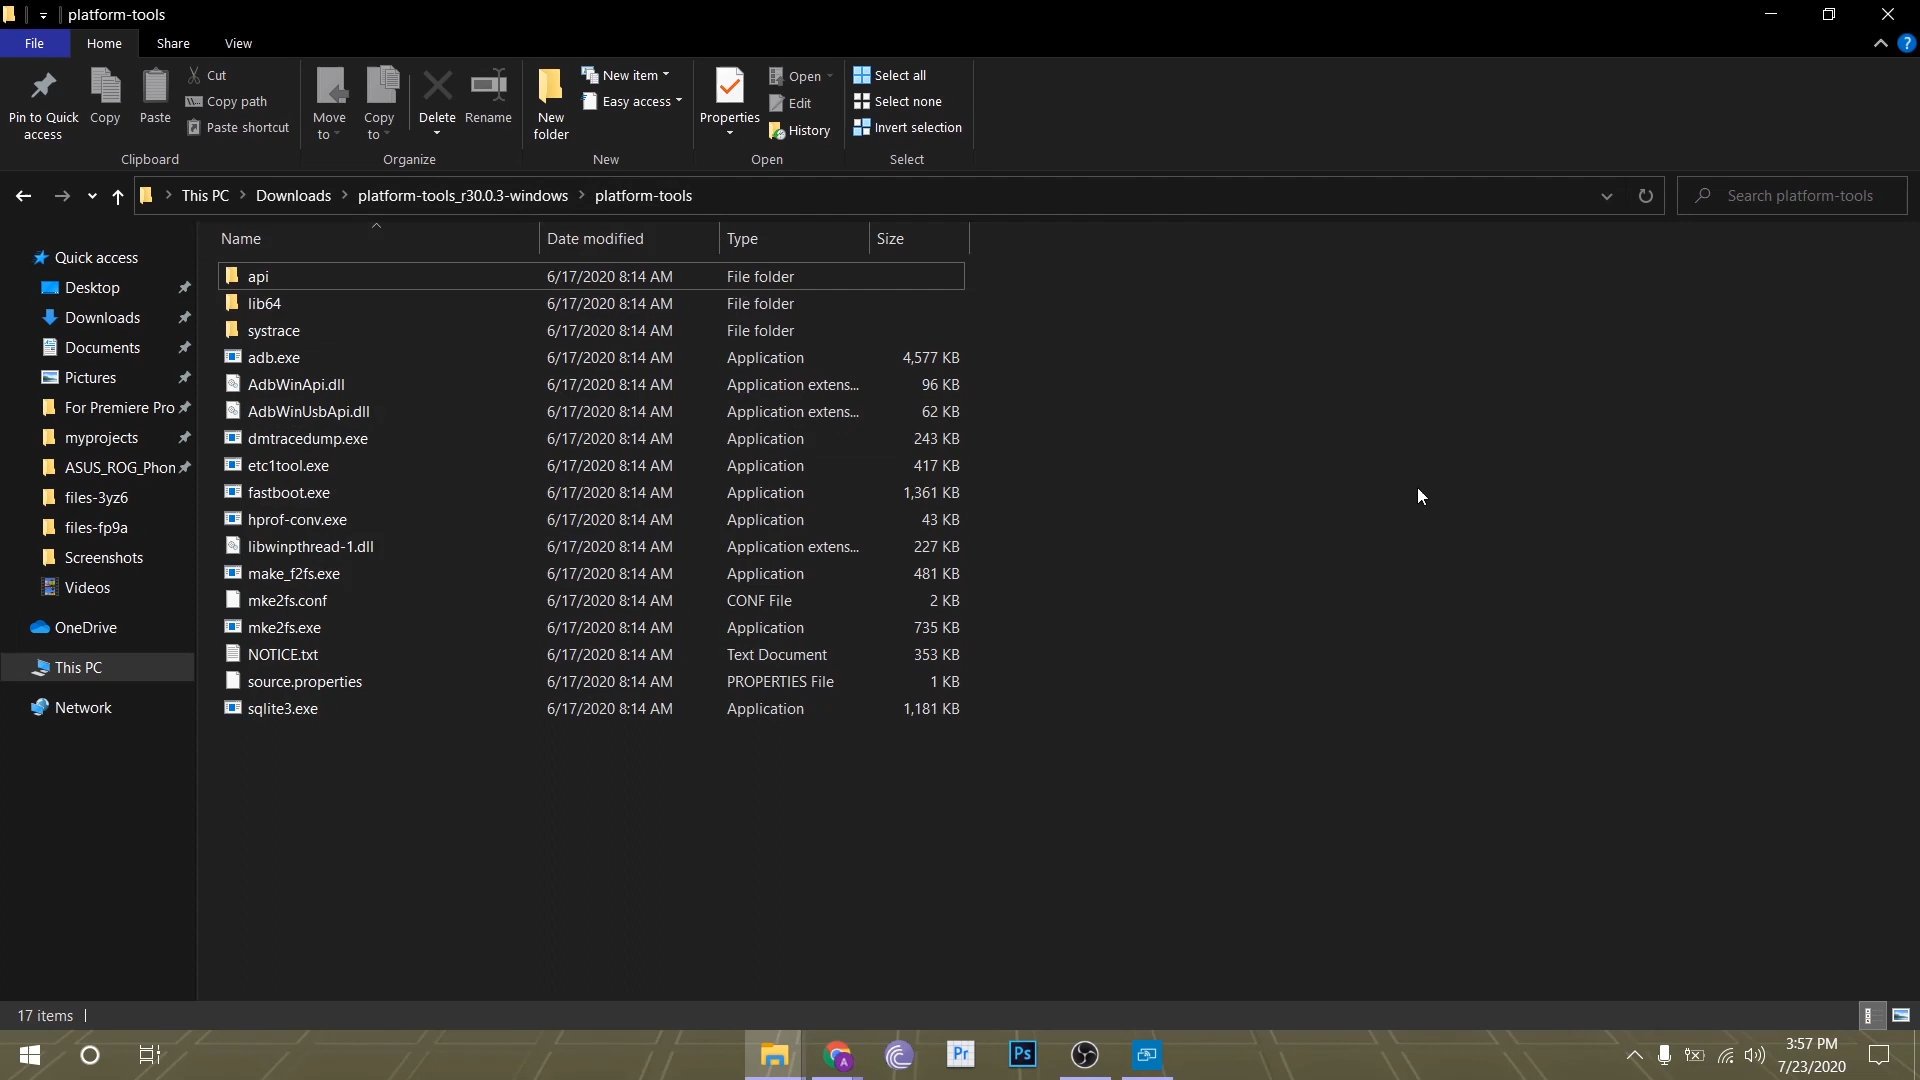 platform-tools
File Home Share View
Pin to Quick access
Copy
Paste
Cut
Copy path
Paste shortcut
Clipboard
Move to
Copy to
Delete
Rename
Organize
New folder
New item
Easy access
New
Properties
Open
Edit
History
Open
Select all
Select none
Invert selection
Select
This PC Downloads platform-tools_r30.0.3-windows platform-tools
Search platform-tools
Quick access
Desktop
Downloads
Documents
Pictures
For Premiere Pro
myprojects
ASUS_ROG_Phon
files-3yz6
files-fp9a
Screenshots
Videos
OneDrive
This PC
Network
Name Date modified Type Size
api 6/17/2020 8:14 AM File folder
lib64 6/17/2020 8:14 AM File folder
systrace 6/17/2020 8:14 AM File folder
adb.exe 6/17/2020 8:14 AM Application 4,577 KB
AdbWinApi.dll 6/17/2020 8:14 AM Application extens... 96 KB
AdbWinUsbApi.dll 6/17/2020 8:14 AM Application extens... 62 KB
dmtracedump.exe 6/17/2020 8:14 AM Application 243 KB
etc1tool.exe 6/17/2020 8:14 AM Application 417 KB
fastboot.exe 6/17/2020 8:14 AM Application 1,361 KB
hprof-conv.exe 6/17/2020 8:14 AM Application 43 KB
libwinpthread-1.dll 6/17/2020 8:14 AM Application extens... 227 KB
make_f2fs.exe 6/17/2020 8:14 AM Application 481 KB
mke2fs.conf 6/17/2020 8:14 AM CONF File 2 KB
mke2fs.exe 6/17/2020 8:14 AM Application 735 KB
NOTICE.txt 6/17/2020 8:14 AM Text Document 353 KB
source.properties 6/17/2020 8:14 AM PROPERTIES File 1 KB
sqlite3.exe 6/17/2020 8:14 AM Application 1,181 KB
17 items
A
Pr
Ps
3:57 PM
7/23/2020